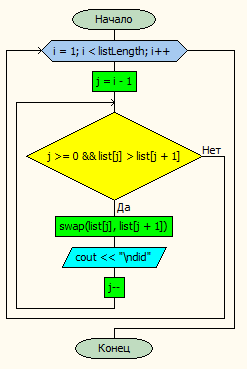 Начало
i = 1; i < listLength; i++
j = i - 1
j >= 0 && list[j] > list[j + 1]
Нет
Да
swap(list[j], list[j + 1])
cout << "\ndid"
j--
Конец